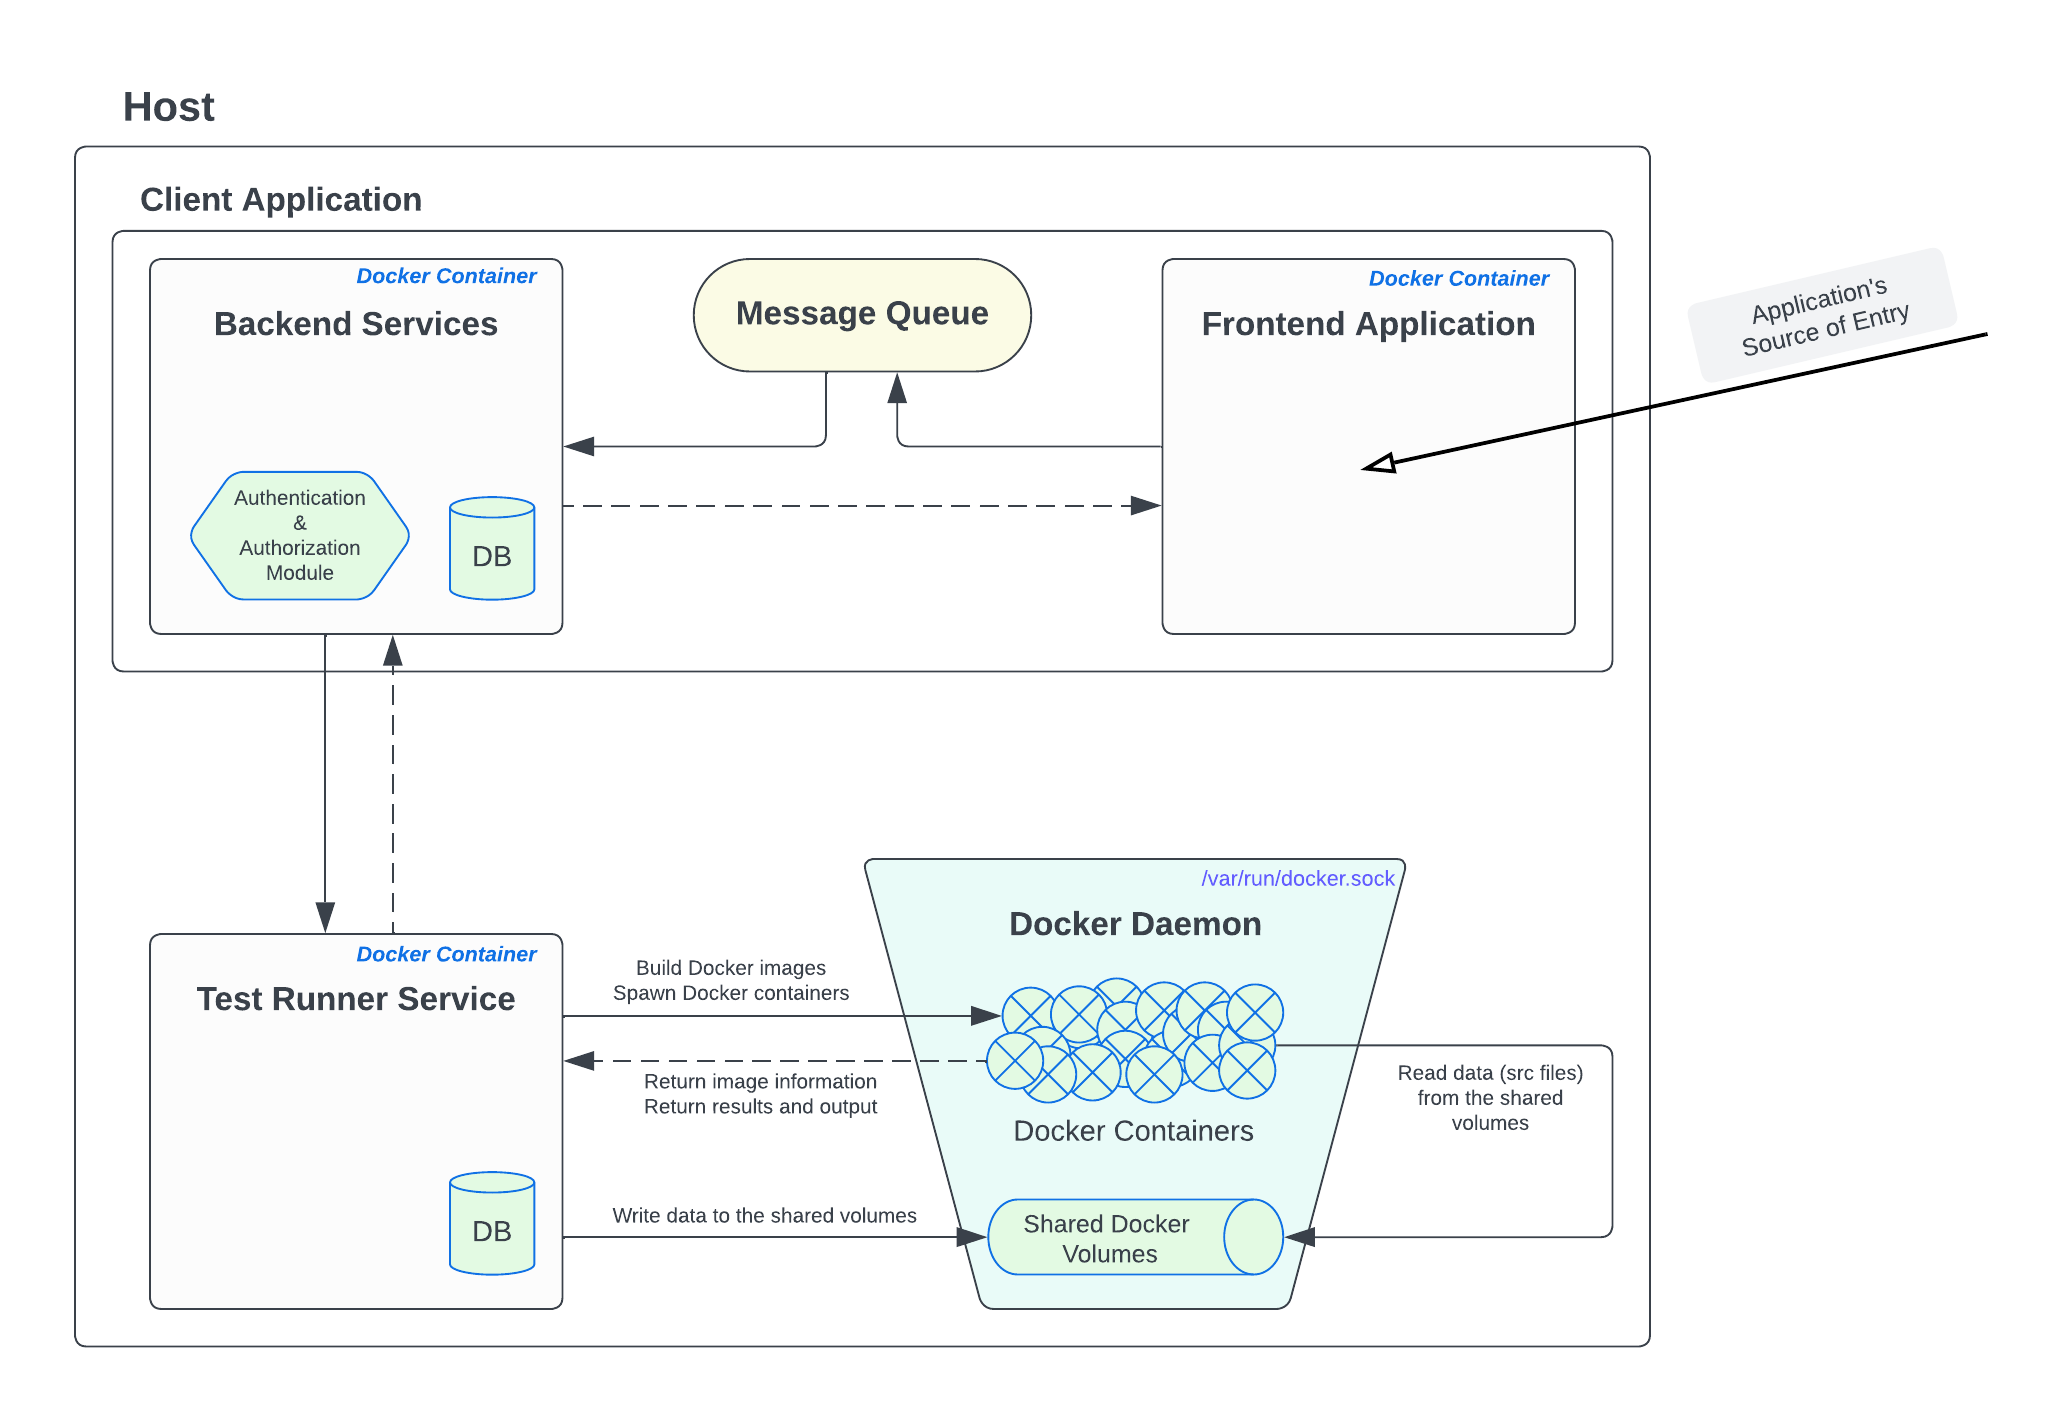 Host
Client Application
Docker Container
Backend Services
Authentication
&
Authorization
Module
DB
Message Queue
Docker Container
Frontend Application
Application's
Source of Entry
Docker Container
Test Runner Service
DB
Build Docker images
Spawn Docker containers
Return image information
Return results and output
Write data to the shared volumes
/var/run/docker.sock
Docker Daemon
Docker Containers
Shared Docker
Volumes
Read data (src files)
from the shared
volumes